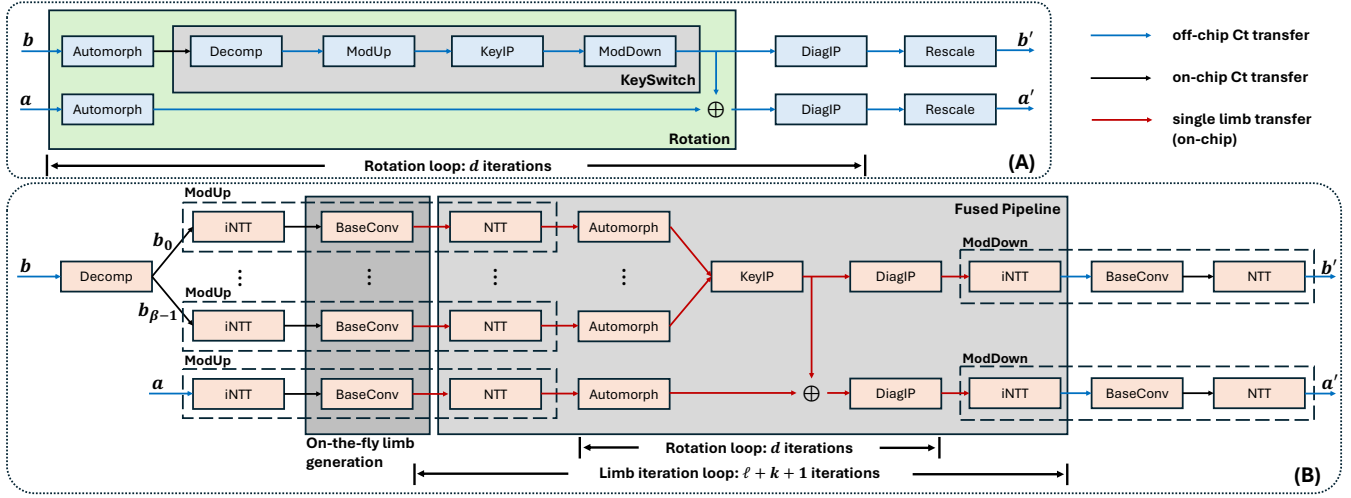 b
Automorph
Decomp
ModUp
KeyIP
ModDown
KeySwitch
DiagIP
Rescale
b′
a
Automorph
⊕
Rotation
DiagIP
Rescale
a′
Rotation loop: d iterations
(A)
off-chip Ct transfer
on-chip Ct transfer
single limb transfer
(on-chip)
ModUp
Fused Pipeline
b
Decomp
b₀
iNTT
BaseConv
NTT
Automorph
⋮
⋮
⋮
⋮
KeyIP
DiagIP
ModDown
iNTT
BaseConv
NTT
b′
ModUp
b_{β−1}
iNTT
BaseConv
NTT
Automorph
ModUp
a
iNTT
BaseConv
NTT
Automorph
⊕
DiagIP
ModDown
iNTT
BaseConv
NTT
a′
On-the-fly limb
generation
Rotation loop: d iterations
Limb iteration loop: ℓ + k + 1 iterations
(B)